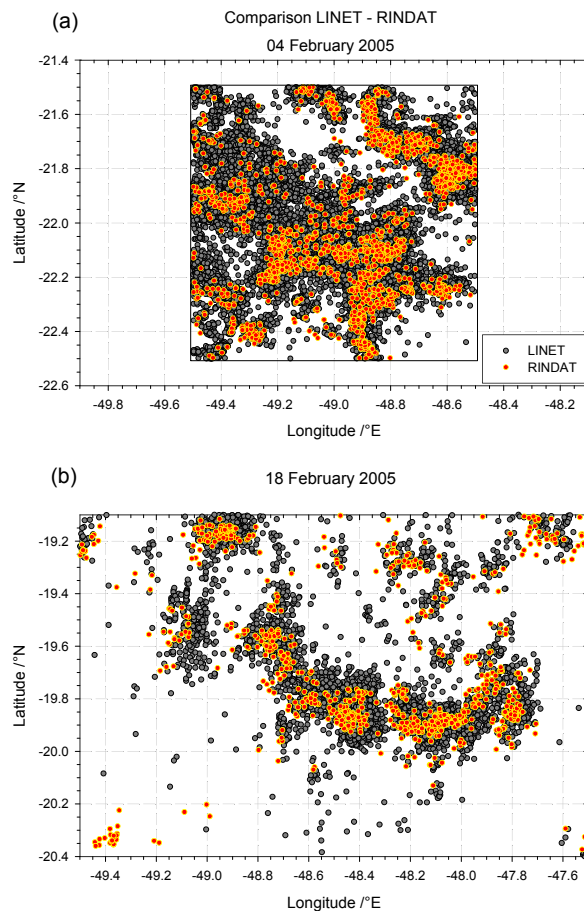 Comparison LINET - RINDAT
(a)
04 February 2005
-21.4
-21.6
-21.8
-22.0
-22.2
-22.4
-22.6
Latitude /°N
-49.8 -49.6 -49.4 -49.2 -49.0 -48.8 -48.6 -48.4 -48.2
Longitude /°E
LINET
RINDAT
(b)
18 February 2005
-19.2
-19.4
-19.6
-19.8
-20.0
-20.2
-20.4
Latitude /°N
-49.4 -49.2 -49.0 -48.8 -48.6 -48.4 -48.2 -48.0 -47.8 -47.6
Longitude /°E